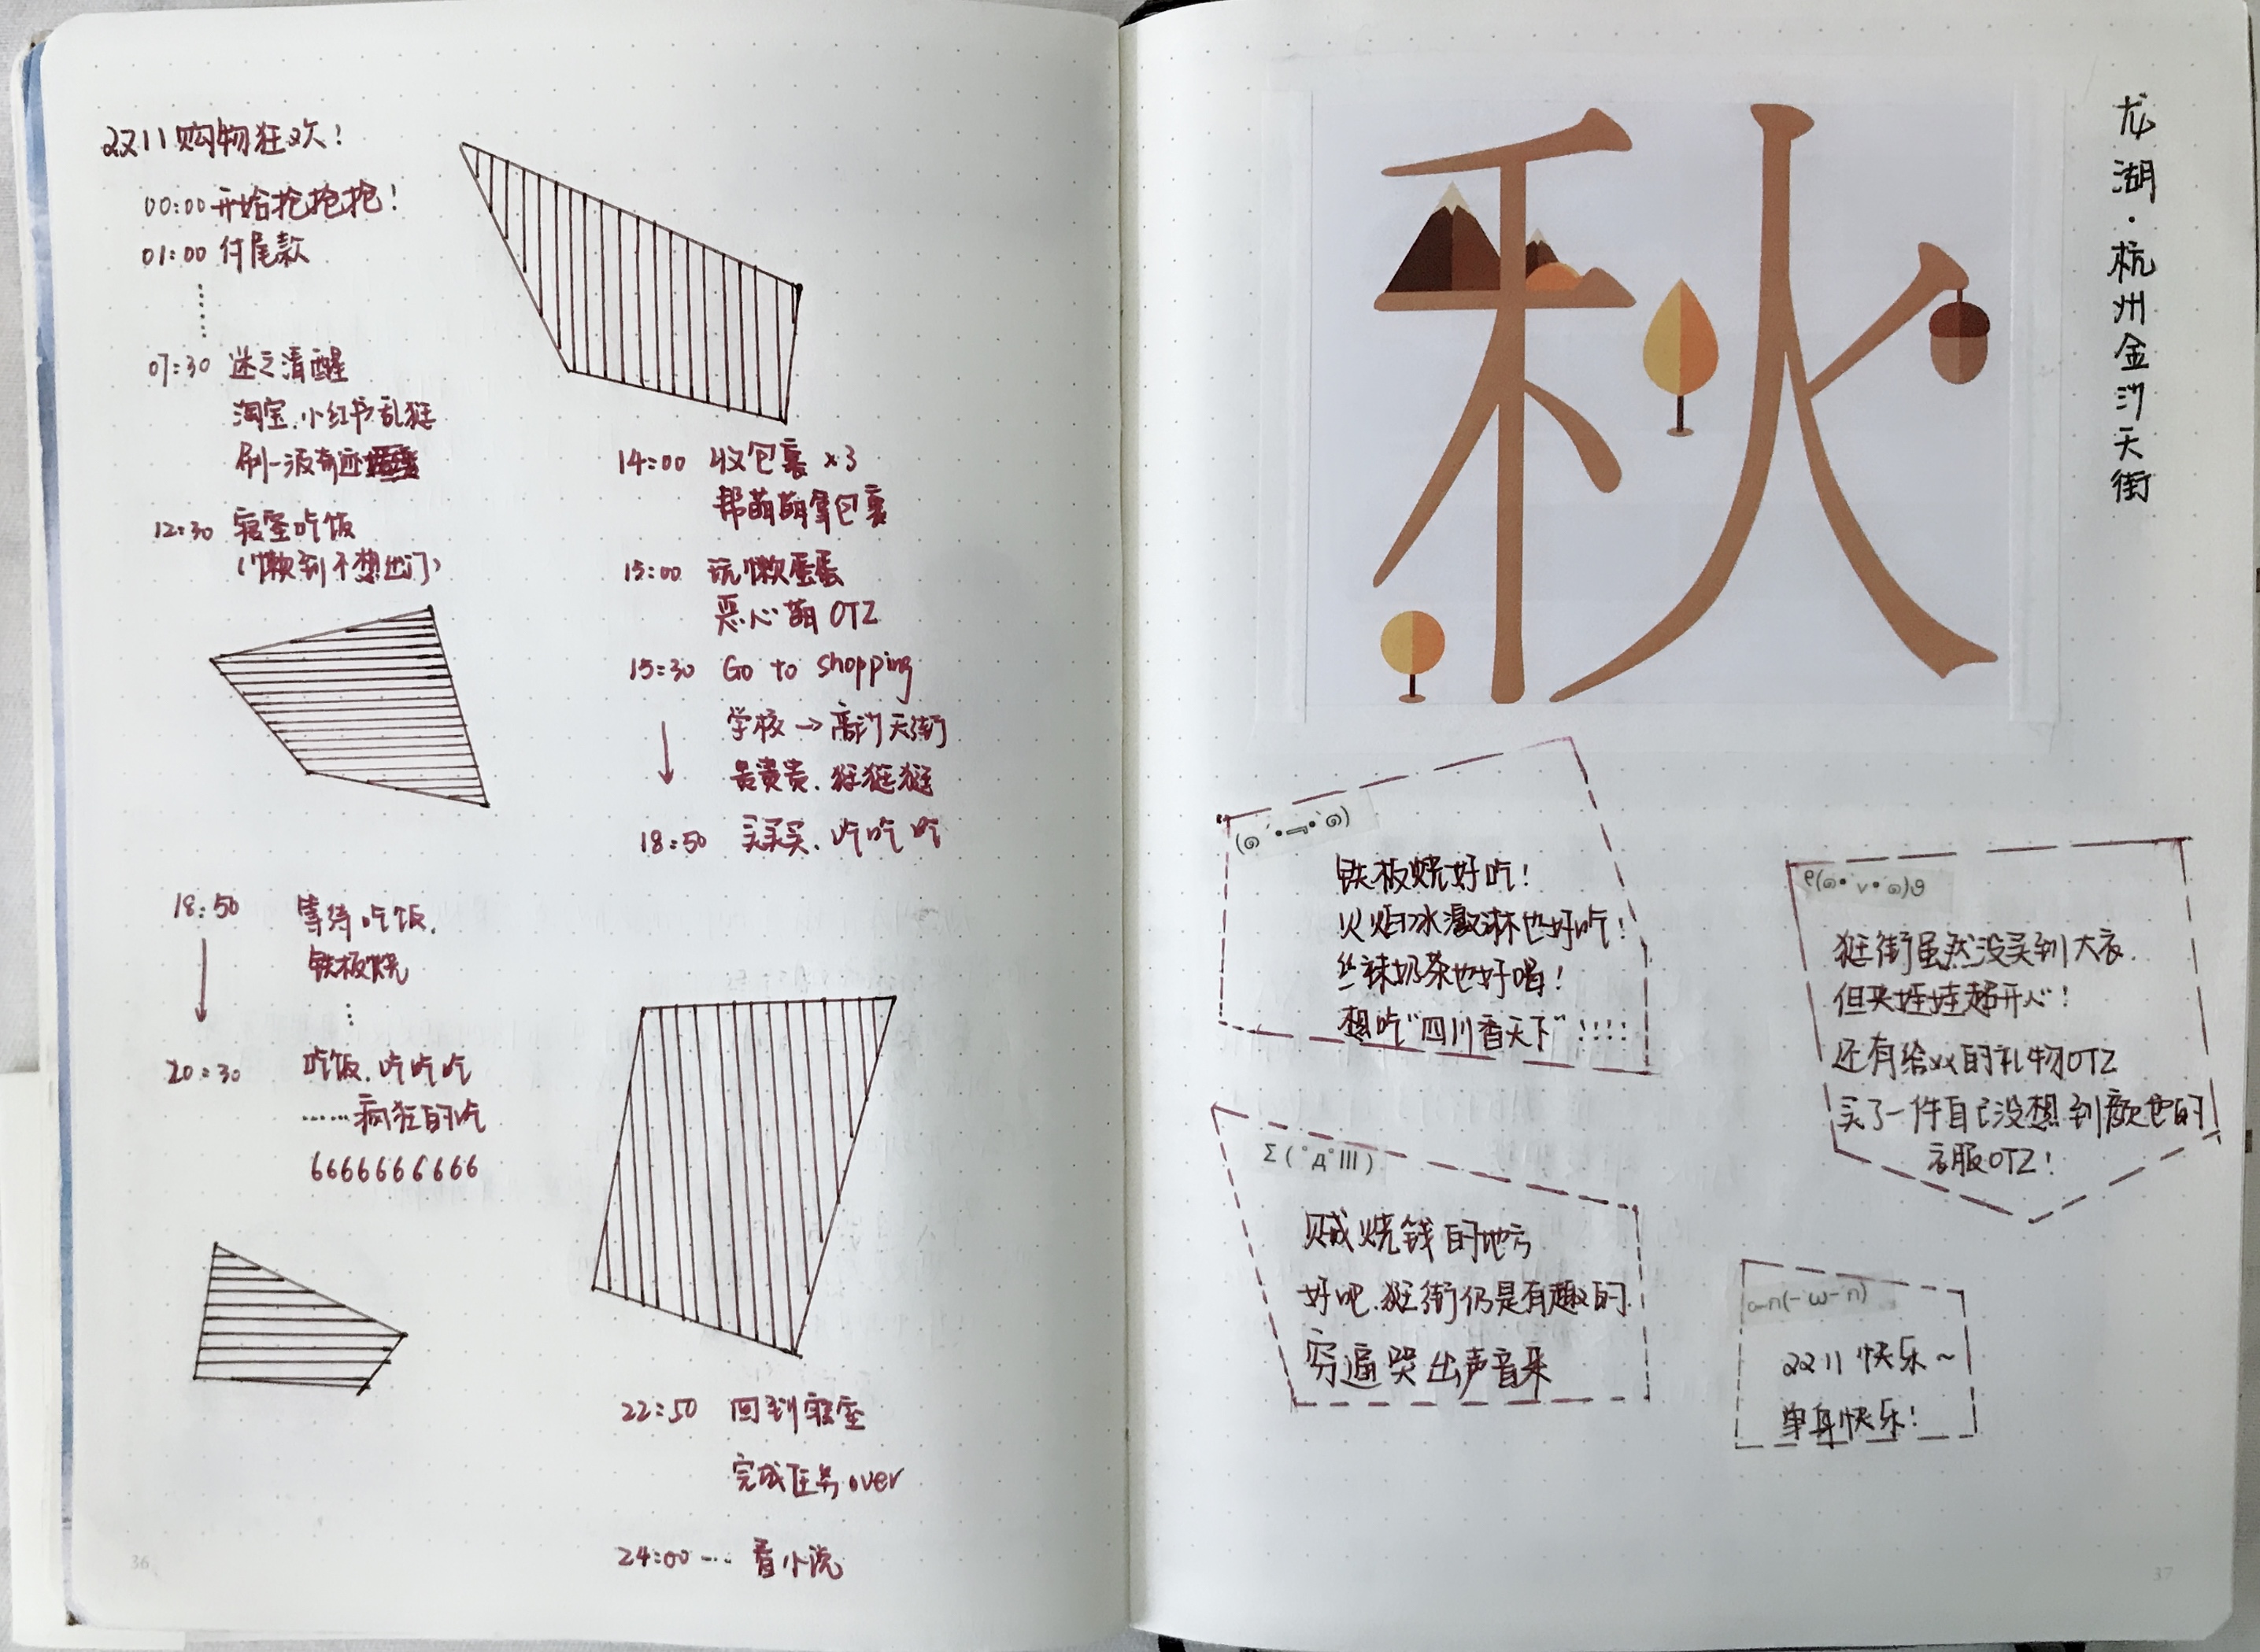 双11购物狂欢！
00:00 开始抢抢抢！
01:00 付尾款
……
07:30 迷之清醒
淘宝、小红书乱逛
刷一波奇迹
12:30 寝室吃饭
(懒到不想出门)
14:00 收包裹 ×3
帮萌萌拿包裹
15:00 玩懒蛋蛋
恶心萌 OTZ
15:30 Go to shopping
↓ 学校→高沙天街
贵贵贵、逛逛逛
18:50 买买买、吃吃吃
18:50 等待吃饭、
↓ 铁板烧
⋮
20:30 吃饭、吃吃吃
……疯狂的吃
6666666666
22:50 回到寝室
完成任务 over
24:00 … 看小说
36
秋
龙湖·杭州金沙天街
铁板烧好吃！
火焰冰激淋也好吃！
丝袜奶茶也好喝！
想吃“四川香天下”！！！！
逛街虽然没买到大衣、
但夹娃娃超开心！
还有给xx的礼物OTZ
买了一件自己没想到颜色的
衣服OTZ！
Σ(°д°lll)
贼烧钱的地方
好吧、逛街仍是有趣的、
穷逼哭出声音来
双11快乐~
单身快乐！
37